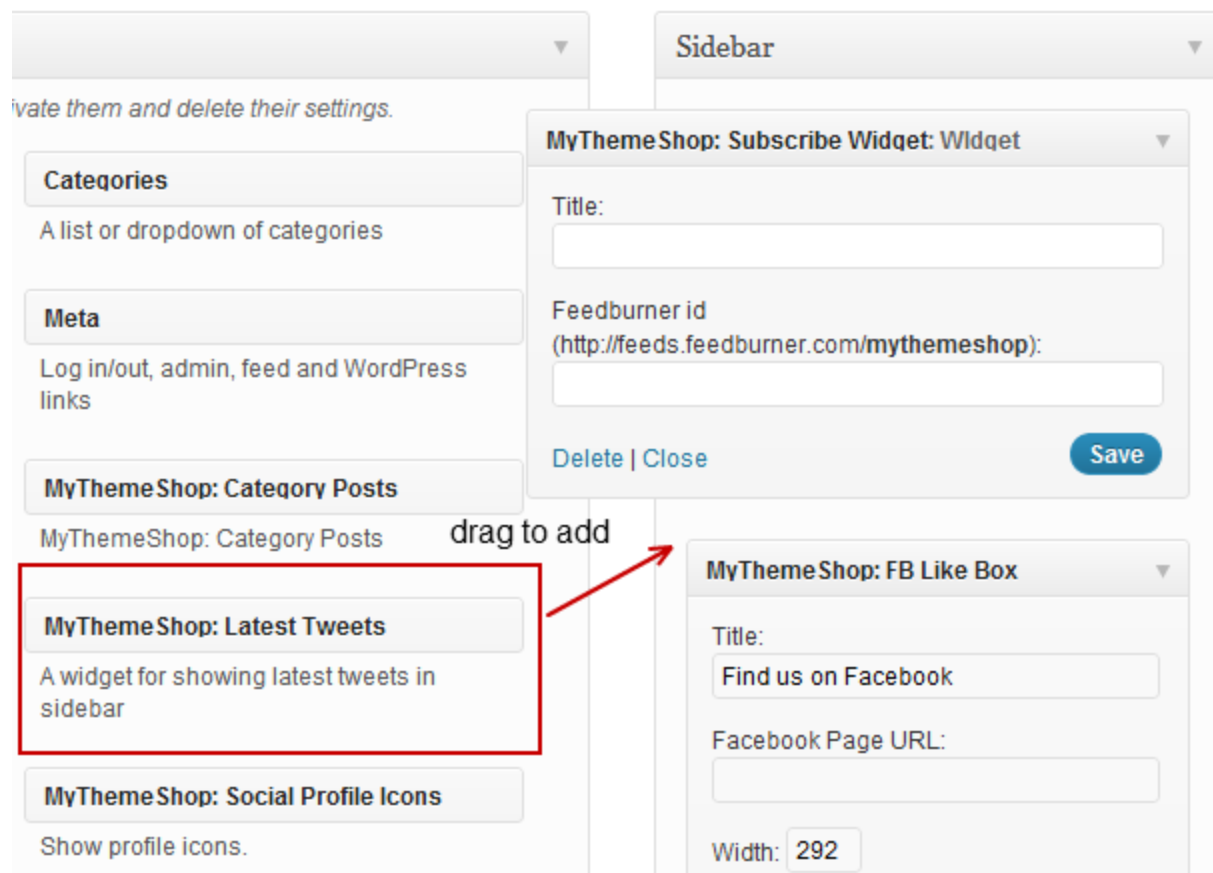 ivate them and delete their settings.
Categories
A list or dropdown of categories
Meta
Log in/out, admin, feed and WordPress
links
MyThemeShop: Category Posts
MyThemeShop: Category Posts
MyThemeShop: Latest Tweets
A widget for showing latest tweets in
sidebar
MyThemeShop: Social Profile Icons
Show profile icons.
drag to add
Sidebar
MyThemeShop: Subscribe Widget: WIdget
Title:
Feedburner id
(http://feeds.feedburner.com/mythemeshop):
Delete | Close
Save
MyThemeShop: FB Like Box
Title:
Find us on Facebook
Facebook Page URL:
Width: 292